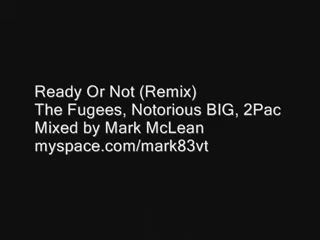 Ready Or Not (Remix)
The Fugees, Notorious BIG, 2Pac
Mixed by Mark McLean
myspace.com/mark83vt